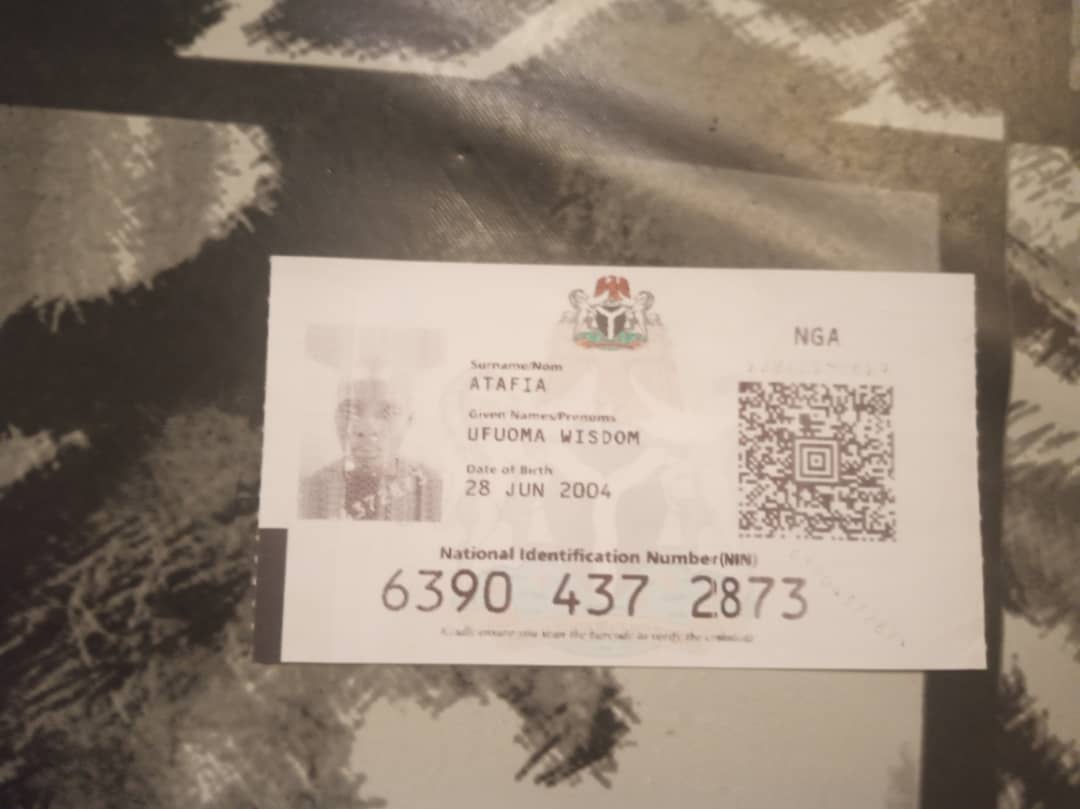 NGA
Surname/Nom
ATAFIA
Given Names/Prenoms
UFUOMA WISDOM
Date of Birth
28 JUN 2004
National Identification Number(NIN)
6390 437 2873
Kindly ensure you scan the barcode to verify the credentials